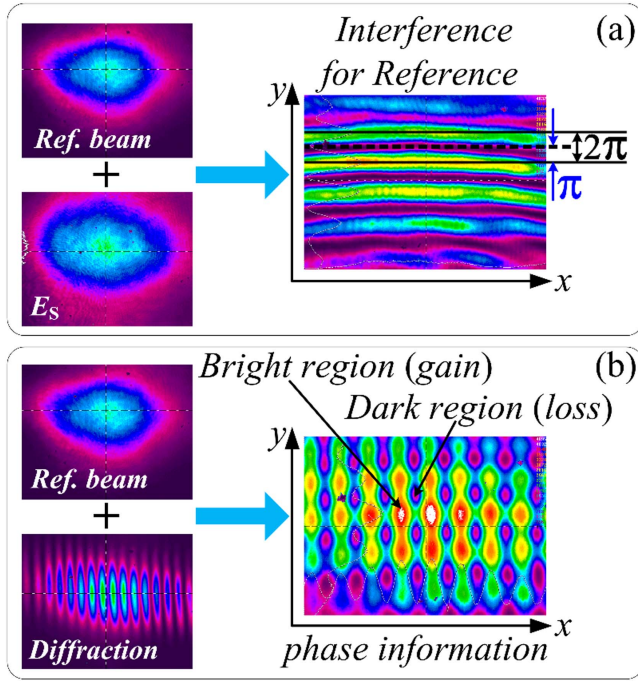 (a)
Interference
for Reference
Ref. beam
+
E_S
y
2π
π
x
(b)
Bright region (gain)
Dark region (loss)
y
Ref. beam
+
Diffraction
x
phase information